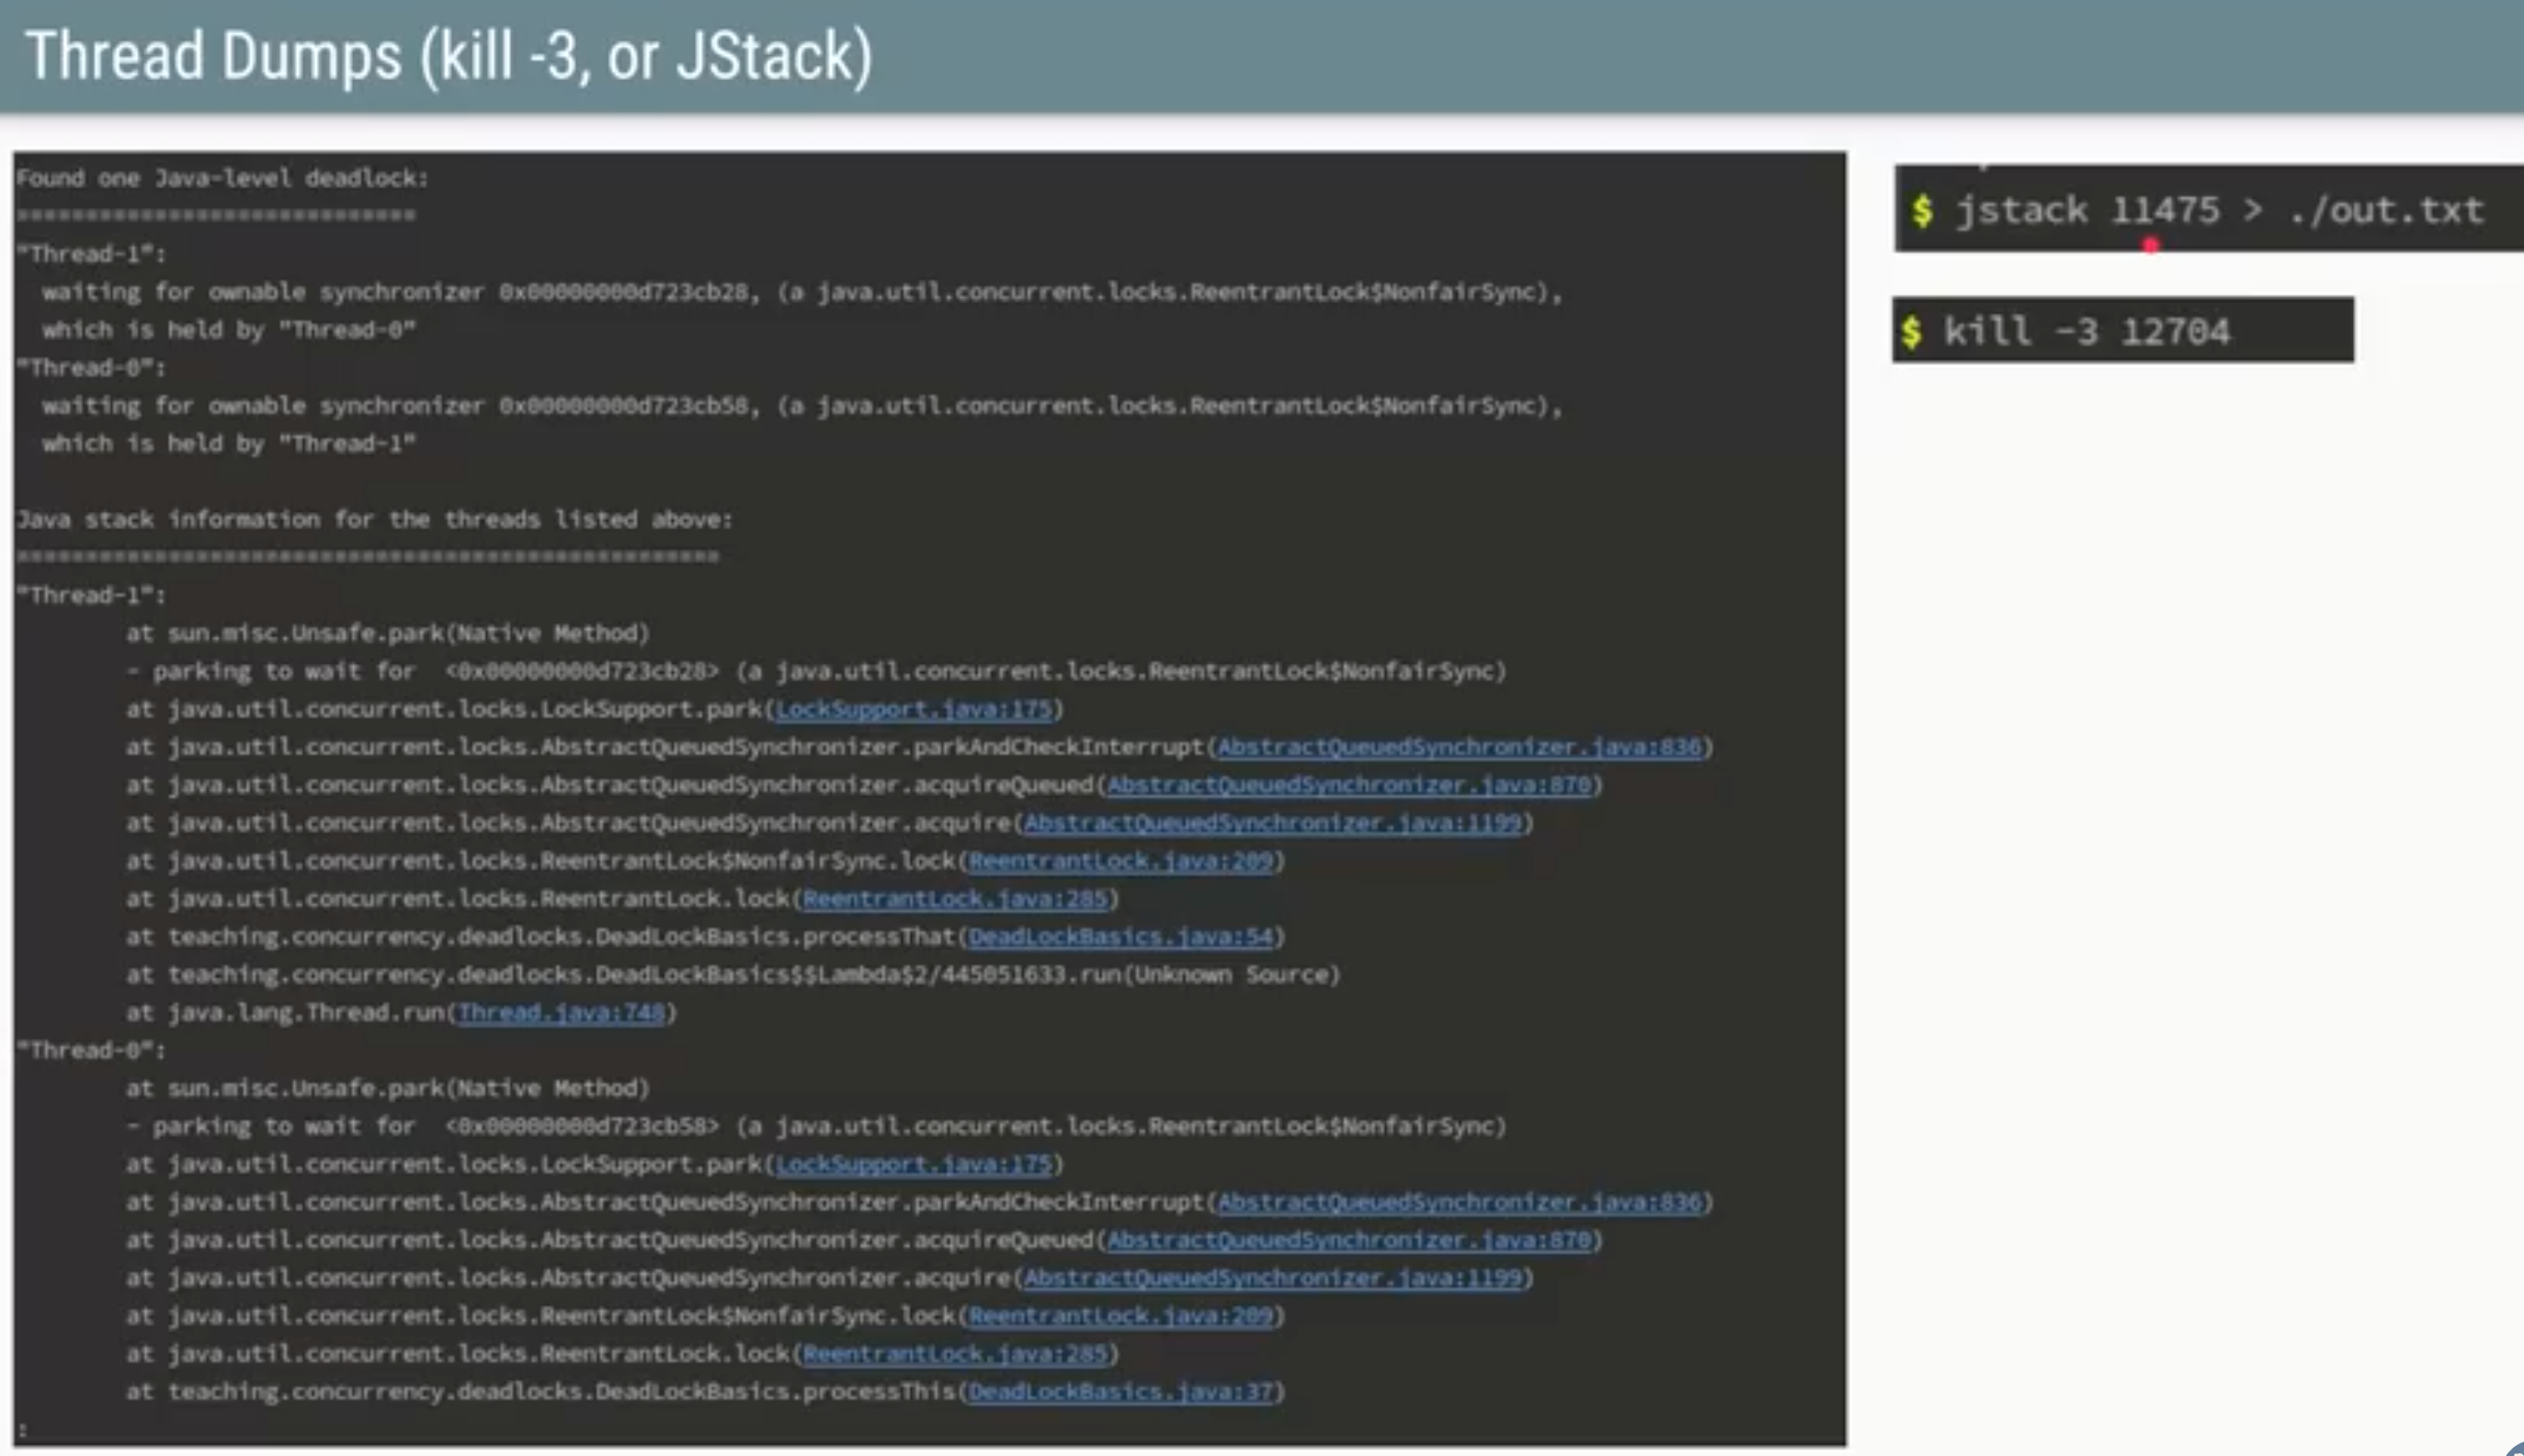 Thread Dumps (kill -3, or JStack)
Found one Java-level deadlock:
=============================
"Thread-1":
  waiting for ownable synchronizer 0x00000000d723cb28, (a java.util.concurrent.locks.ReentrantLock$NonfairSync),
  which is held by "Thread-0"
"Thread-0":
  waiting for ownable synchronizer 0x00000000d723cb58, (a java.util.concurrent.locks.ReentrantLock$NonfairSync),
  which is held by "Thread-1"
Java stack information for the threads listed above:
===================================================
"Thread-1":
        at sun.misc.Unsafe.park(Native Method)
        - parking to wait for  <0x00000000d723cb28> (a java.util.concurrent.locks.ReentrantLock$NonfairSync)
        at java.util.concurrent.locks.LockSupport.park(LockSupport.java:175)
        at java.util.concurrent.locks.AbstractQueuedSynchronizer.parkAndCheckInterrupt(AbstractQueuedSynchronizer.java:836)
        at java.util.concurrent.locks.AbstractQueuedSynchronizer.acquireQueued(AbstractQueuedSynchronizer.java:870)
        at java.util.concurrent.locks.AbstractQueuedSynchronizer.acquire(AbstractQueuedSynchronizer.java:1199)
        at java.util.concurrent.locks.ReentrantLock$NonfairSync.lock(ReentrantLock.java:209)
        at java.util.concurrent.locks.ReentrantLock.lock(ReentrantLock.java:285)
        at teaching.concurrency.deadlocks.DeadLockBasics.processThat(DeadLockBasics.java:54)
        at teaching.concurrency.deadlocks.DeadLockBasics$$Lambda$2/445051633.run(Unknown Source)
        at java.lang.Thread.run(Thread.java:748)
"Thread-0":
        at sun.misc.Unsafe.park(Native Method)
        - parking to wait for  <0x00000000d723cb58> (a java.util.concurrent.locks.ReentrantLock$NonfairSync)
        at java.util.concurrent.locks.LockSupport.park(LockSupport.java:175)
        at java.util.concurrent.locks.AbstractQueuedSynchronizer.parkAndCheckInterrupt(AbstractQueuedSynchronizer.java:836)
        at java.util.concurrent.locks.AbstractQueuedSynchronizer.acquireQueued(AbstractQueuedSynchronizer.java:870)
        at java.util.concurrent.locks.AbstractQueuedSynchronizer.acquire(AbstractQueuedSynchronizer.java:1199)
        at java.util.concurrent.locks.ReentrantLock$NonfairSync.lock(ReentrantLock.java:209)
        at java.util.concurrent.locks.ReentrantLock.lock(ReentrantLock.java:285)
        at teaching.concurrency.deadlocks.DeadLockBasics.processThis(DeadLockBasics.java:37)
:
$ jstack 11475 > ./out.txt
$ kill -3 12704